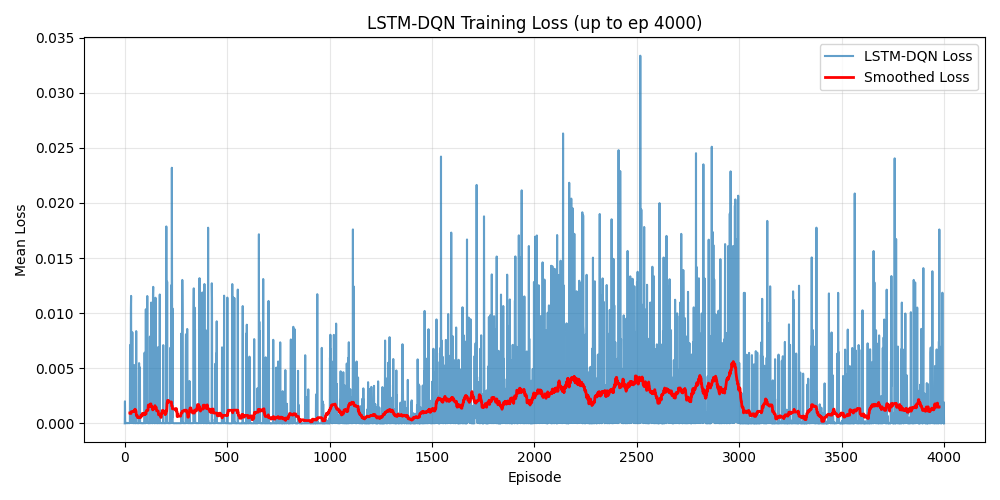 LSTM-DQN Training Loss (up to ep 4000)
0.035
0.030
0.025
0.020
0.015
0.010
0.005
0.000
Mean Loss
LSTM-DQN Loss
Smoothed Loss
0 500 1000 1500 2000 2500 3000 3500 4000
Episode